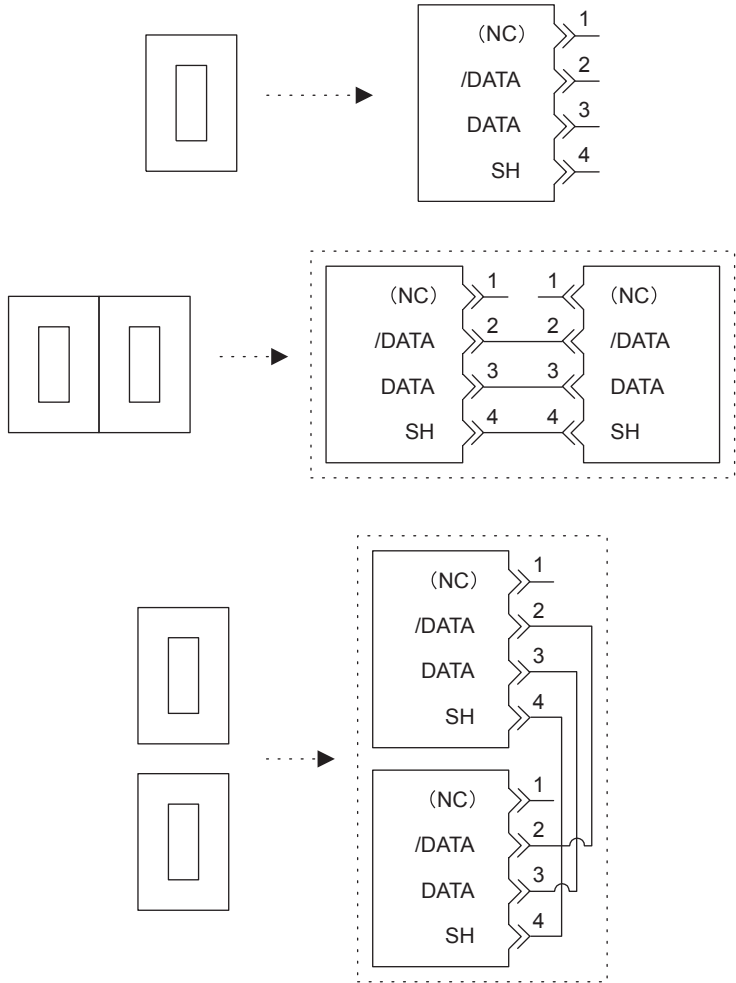 （NC） 1
/DATA 2
DATA 3
SH 4
（NC） 1 1 （NC）
/DATA 2 2 /DATA
DATA 3 3 DATA
SH 4 4 SH
（NC） 1
/DATA 2
DATA 3
SH 4
（NC） 1
/DATA 2
DATA 3
SH 4